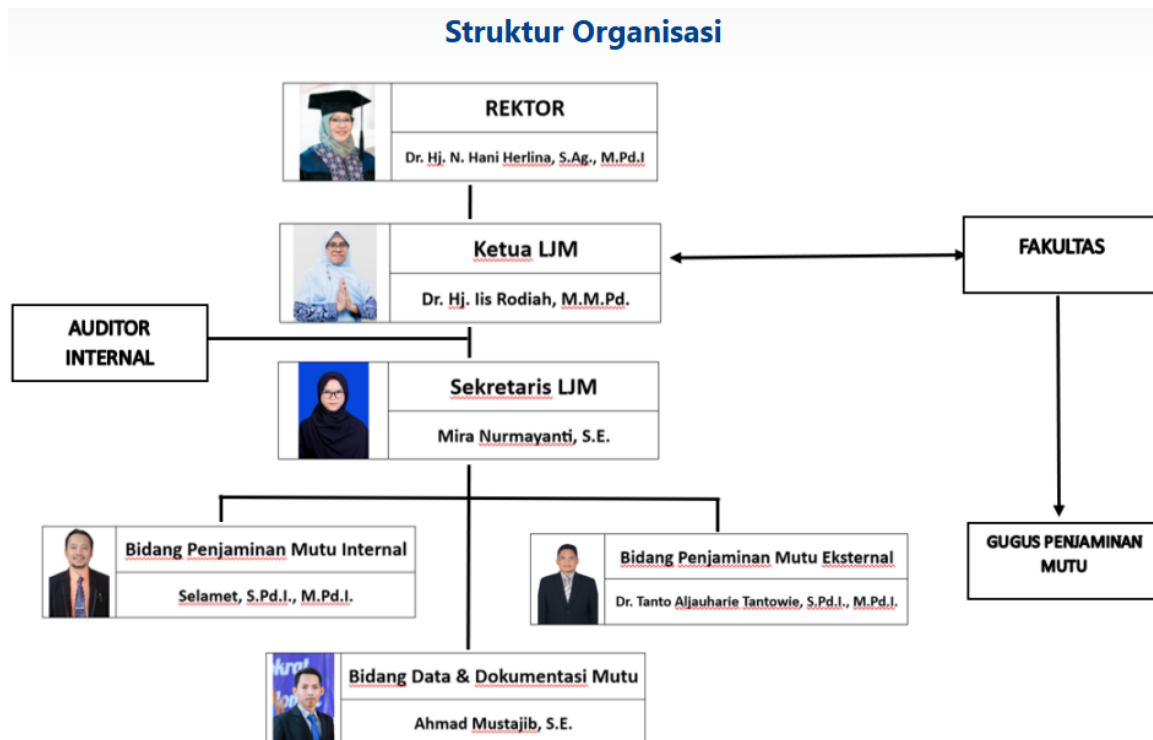 Struktur Organisasi
REKTOR
Dr. Hj. N. Hani Herlina, S.Ag., M.Pd.I
Ketua LJM
Dr. Hj. Iis Rodiah, M.M.Pd.
FAKULTAS
AUDITOR
INTERNAL
Sekretaris LJM
Mira Nurmayanti, S.E.
Bidang Penjaminan Mutu Internal
Selamet, S.Pd.I., M.Pd.I.
Bidang Penjaminan Mutu Eksternal
Dr. Tanto Aljauharie Tantowie, S.Pd.I., M.Pd.I.
GUGUS PENJAMINAN
MUTU
Bidang Data & Dokumentasi Mutu
Ahmad Mustajib, S.E.